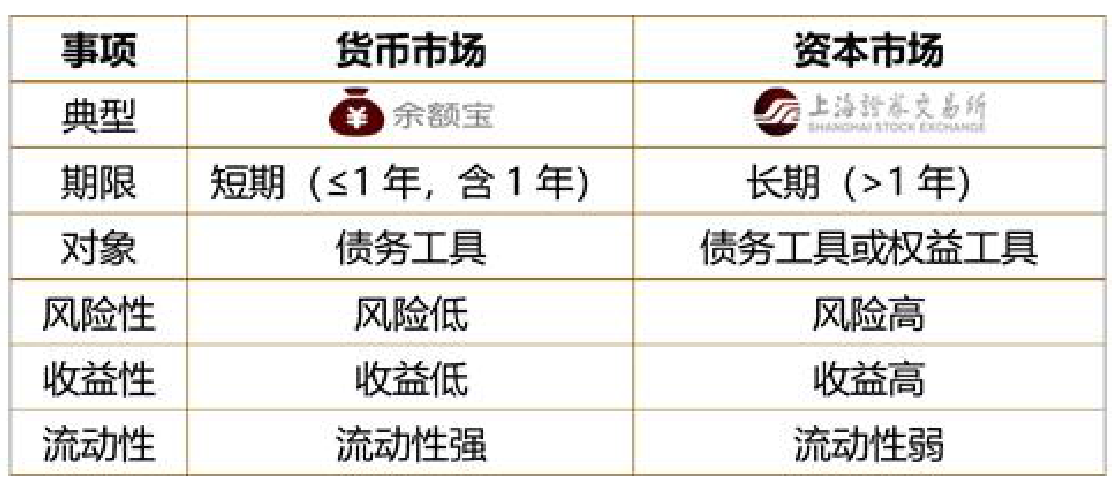 事项 货币市场 资本市场
典型 ¥ 余额宝 上海證券交易所
SHANGHAI STOCK EXCHANGE
期限 短期（≤1 年，含 1 年） 长期（>1 年）
对象 债务工具 债务工具或权益工具
风险性 风险低 风险高
收益性 收益低 收益高
流动性 流动性强 流动性弱